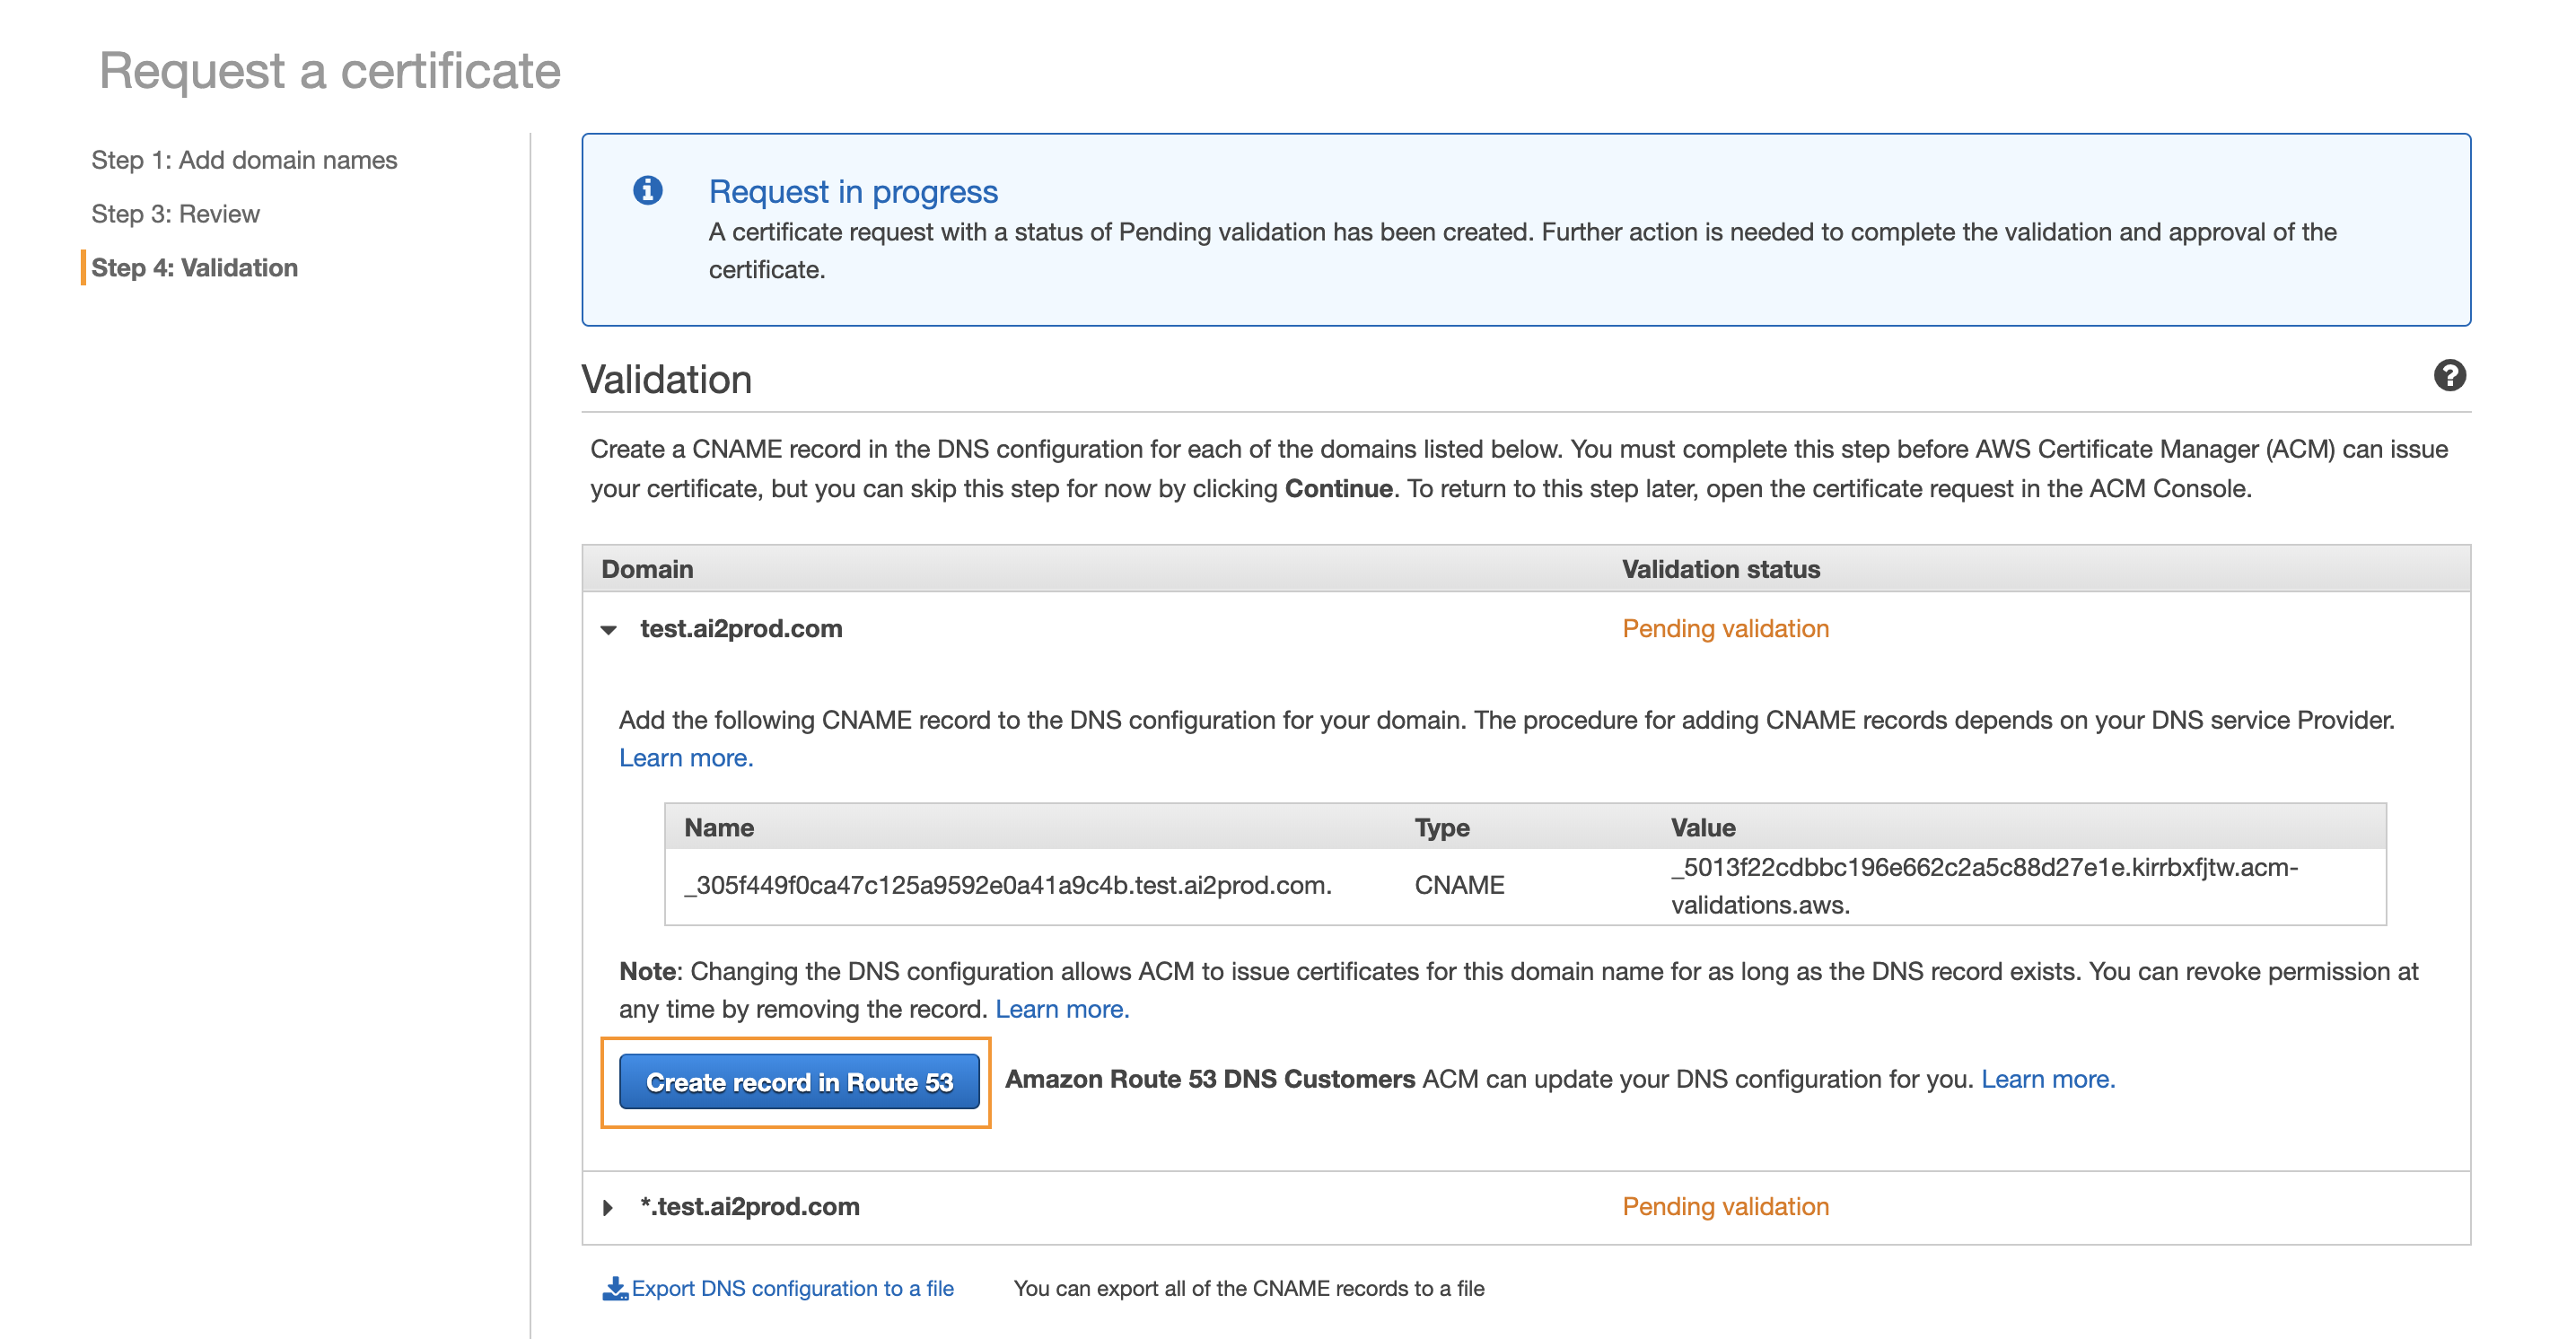 Request a certificate
Step 1: Add domain names
Step 3: Review
Step 4: Validation
Request in progress
A certificate request with a status of Pending validation has been created. Further action is needed to complete the validation and approval of the
certificate.
Validation
Create a CNAME record in the DNS configuration for each of the domains listed below. You must complete this step before AWS Certificate Manager (ACM) can issue
your certificate, but you can skip this step for now by clicking Continue. To return to this step later, open the certificate request in the ACM Console.
Domain Validation status
test.ai2prod.com Pending validation
Add the following CNAME record to the DNS configuration for your domain. The procedure for adding CNAME records depends on your DNS service Provider.
Learn more.
Name Type Value
_305f449f0ca47c125a9592e0a41a9c4b.test.ai2prod.com. CNAME _5013f22cdbbc196e662c2a5c88d27e1e.kirrbxfjtw.acm-
validations.aws.
Note: Changing the DNS configuration allows ACM to issue certificates for this domain name for as long as the DNS record exists. You can revoke permission at
any time by removing the record. Learn more.
Create record in Route 53 Amazon Route 53 DNS Customers ACM can update your DNS configuration for you. Learn more.
*.test.ai2prod.com Pending validation
Export DNS configuration to a file You can export all of the CNAME records to a file